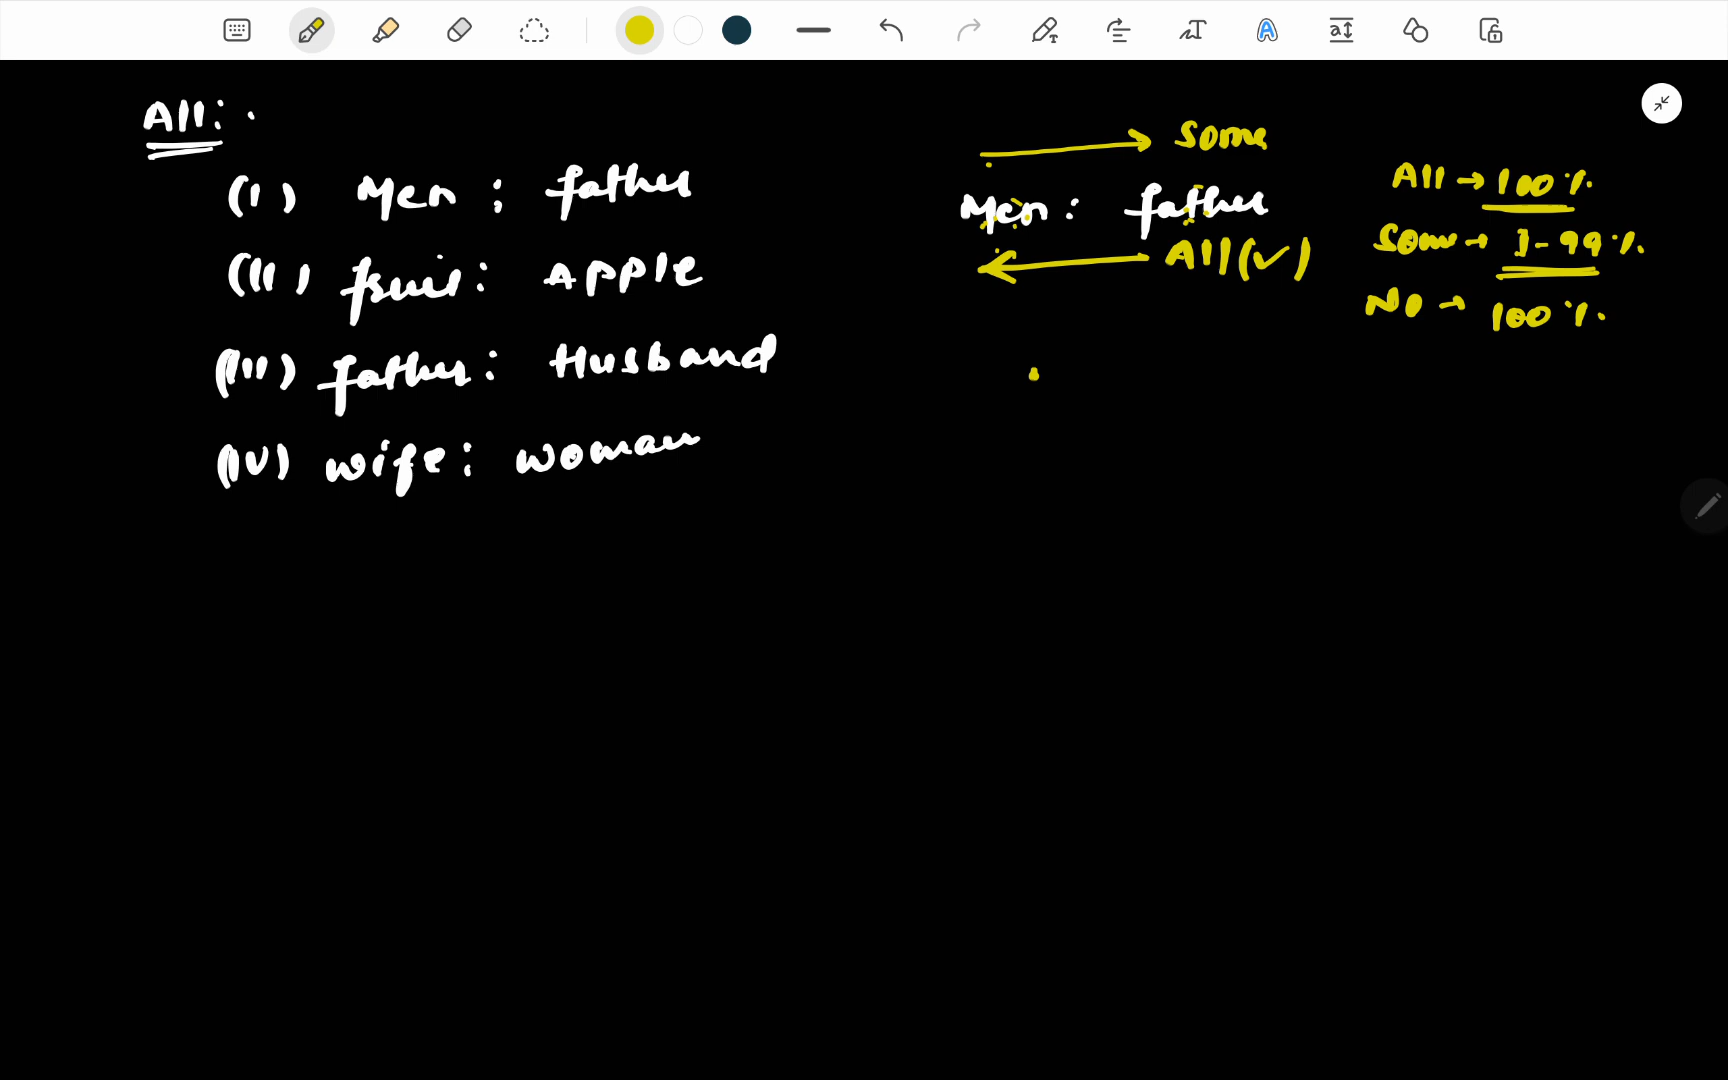 All:
(I) Men : father
(II) fruit : Apple
(III) father : Husband
(IV) wife : woman
Some
Men : father
All (✓)
All → 100%.
Some → 1-99%.
No → 100%.